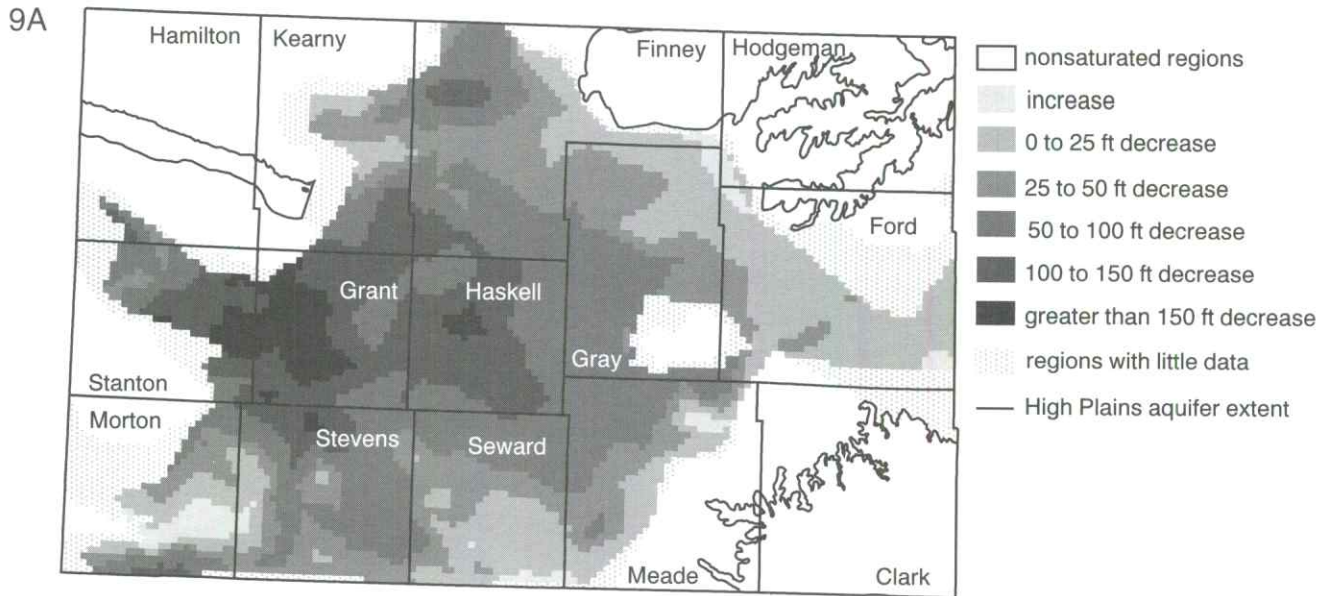 9A
Hamilton
Kearny
Finney
Hodgeman
Ford
Grant
Haskell
Gray
Stanton
Morton
Stevens
Seward
Meade
Clark
nonsaturated regions
increase
0 to 25 ft decrease
25 to 50 ft decrease
50 to 100 ft decrease
100 to 150 ft decrease
greater than 150 ft decrease
regions with little data
High Plains aquifer extent